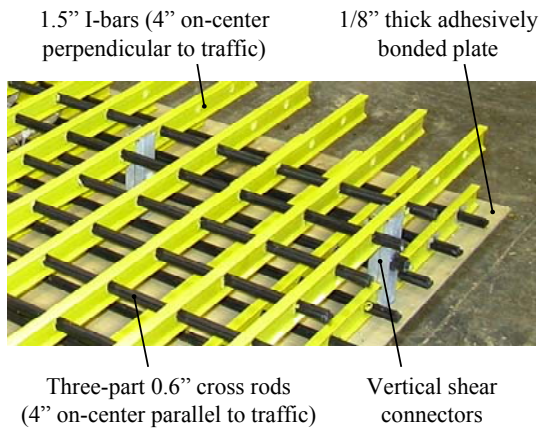 1.5” I-bars (4” on-center
perpendicular to traffic)
1/8” thick adhesively
bonded plate
Three-part 0.6” cross rods
(4” on-center parallel to traffic)
Vertical shear
connectors